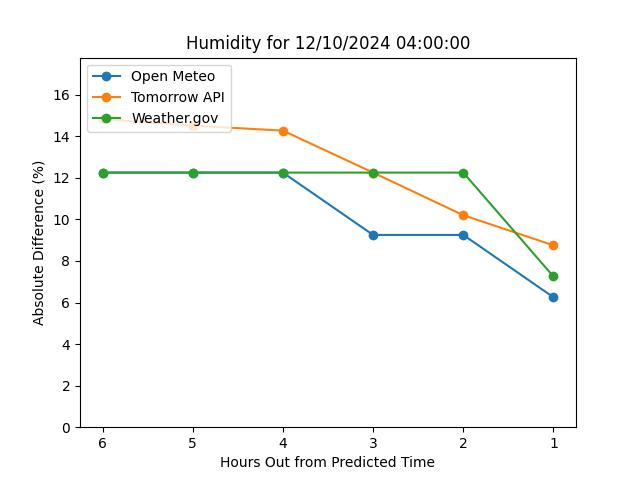 Humidity for 12/10/2024 04:00:00
Open Meteo
Tomorrow API
Weather.gov
16
14
12
10
8
6
4
2
0
Absolute Difference (%)
6 5 4 3 2 1
Hours Out from Predicted Time